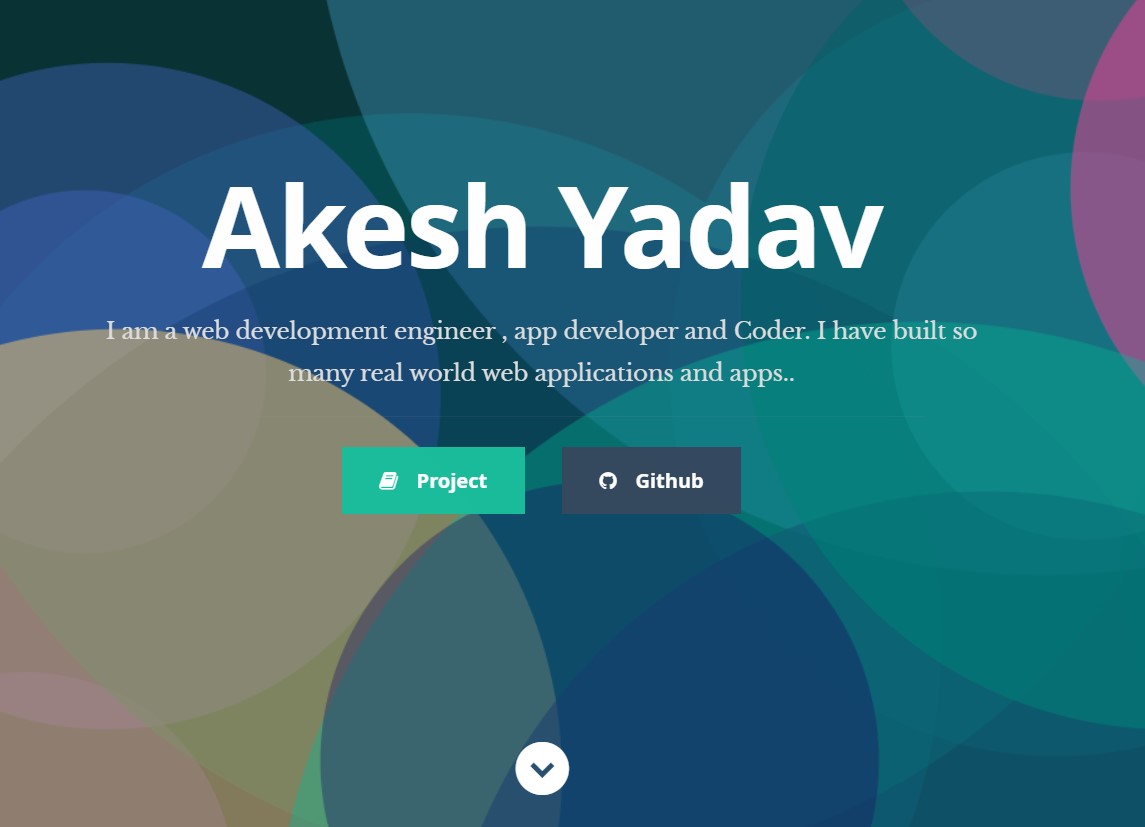 Akesh Yadav
I am a web development engineer , app developer and Coder. I have built so
many real world web applications and apps..
Project
Github